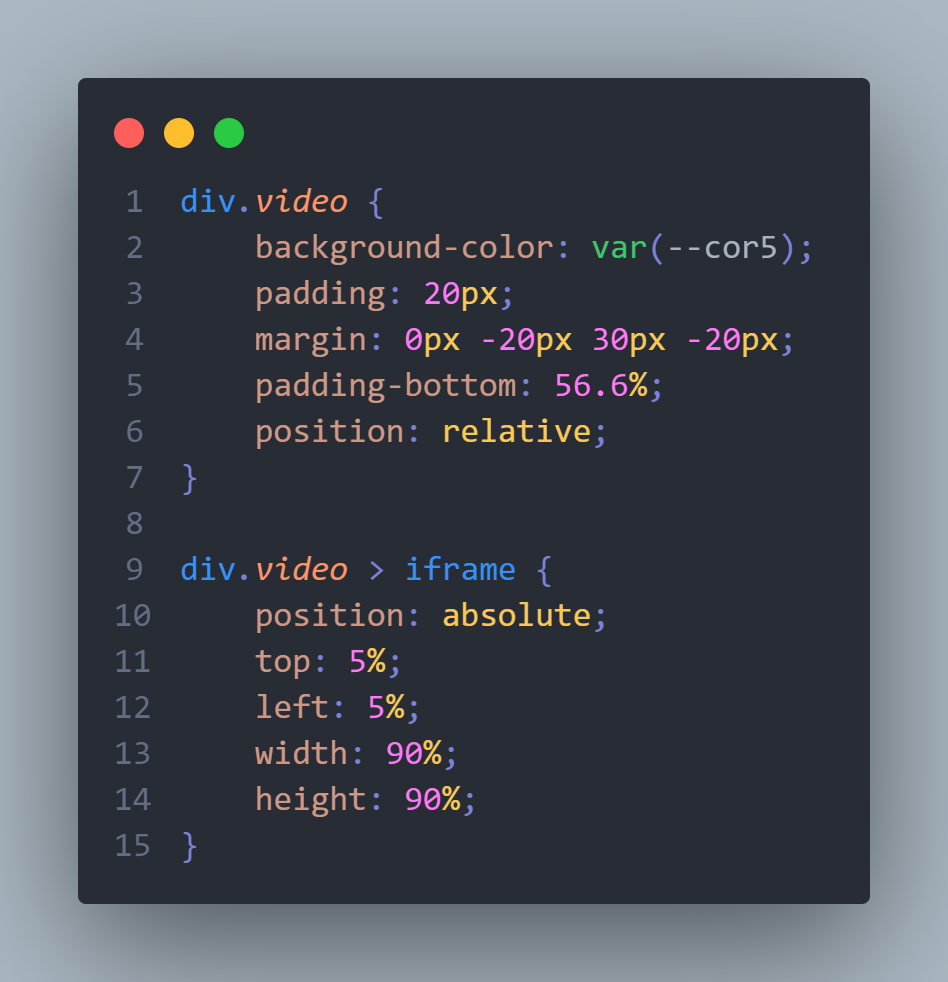 1 div.video {
2     background-color: var(--cor5);
3     padding: 20px;
4     margin: 0px -20px 30px -20px;
5     padding-bottom: 56.6%;
6     position: relative;
7 }
8
9 div.video > iframe {
10     position: absolute;
11     top: 5%;
12     left: 5%;
13     width: 90%;
14     height: 90%;
15 }